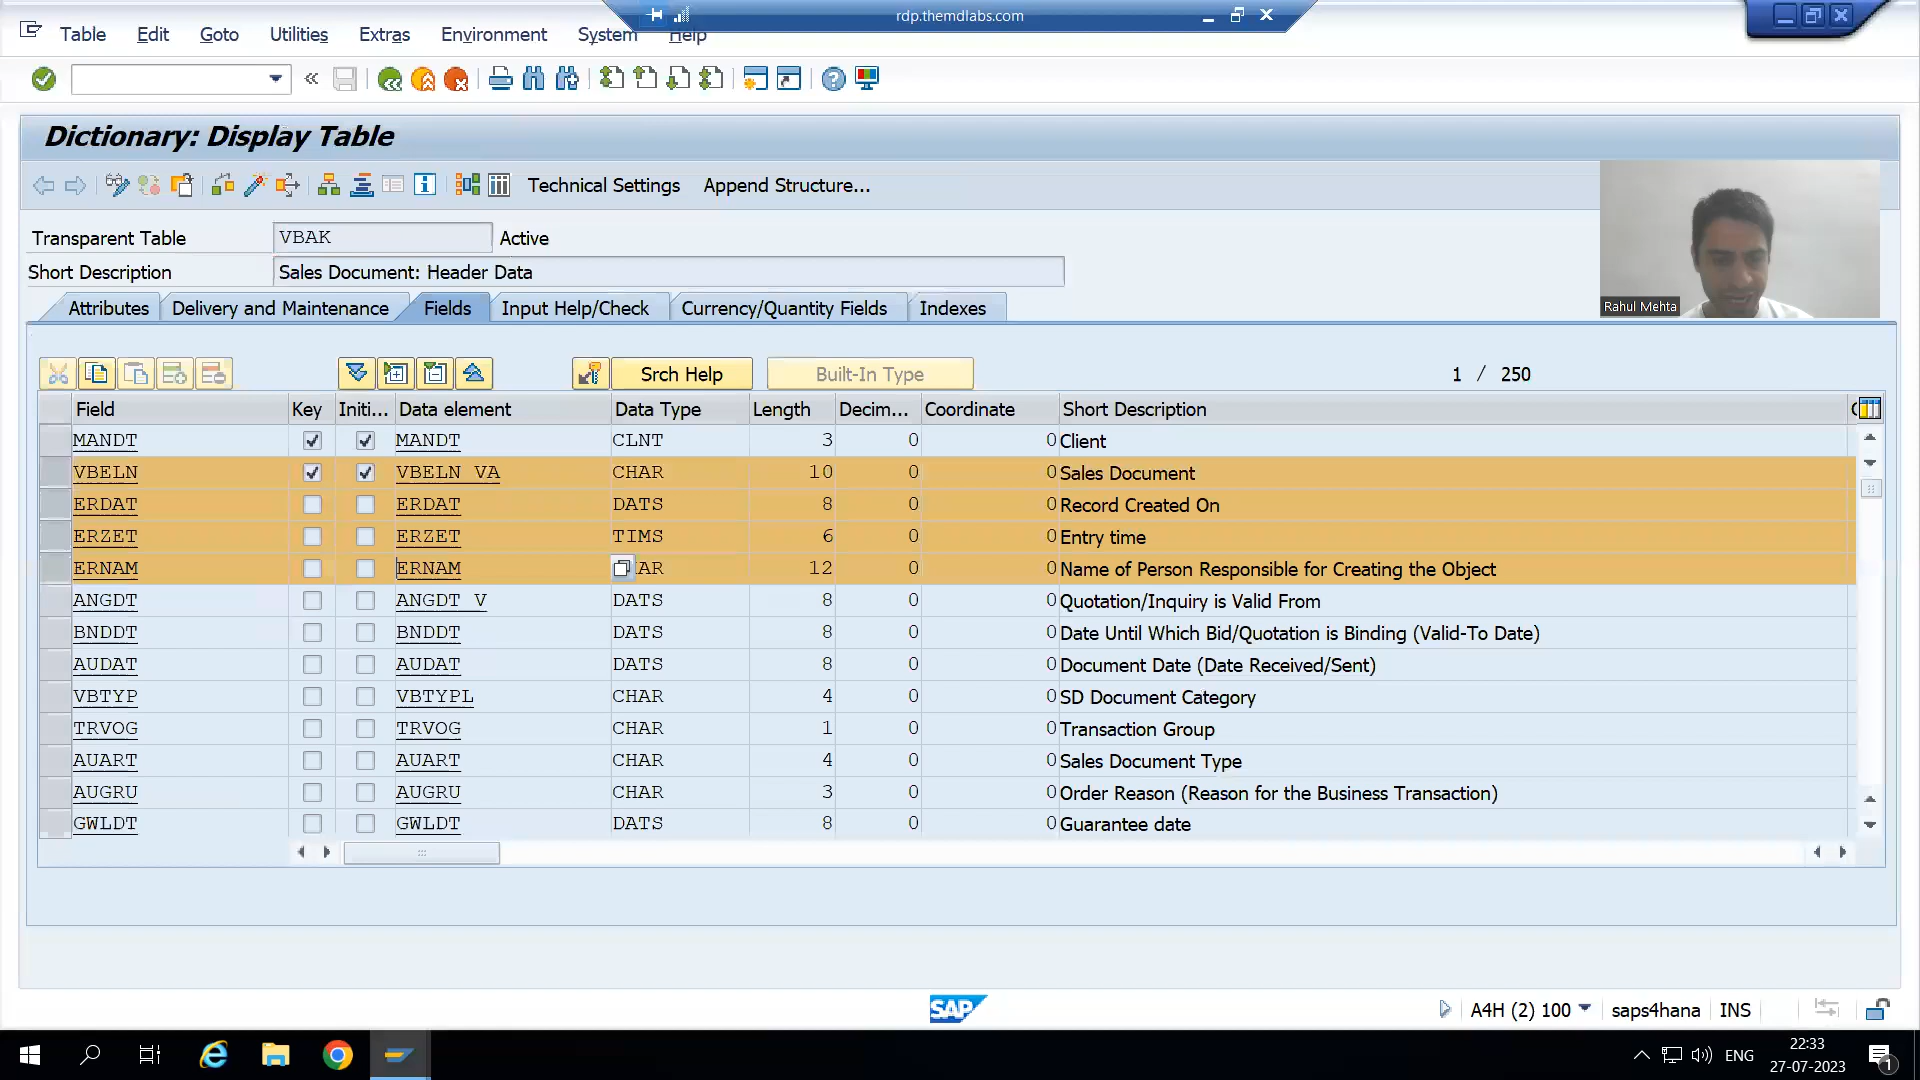 rdp.themdlabs.com
Table Edit Goto Utilities Extras Environment System Help
Dictionary: Display Table
Technical Settings Append Structure...
Transparent Table VBAK Active
Short Description Sales Document: Header Data
Rahul Mehta
Attributes Delivery and Maintenance Fields Input Help/Check Currency/Quantity Fields Indexes
Srch Help Built-In Type 1 / 250
Field Key Initi... Data element Data Type Length Decim... Coordinate Short Description
MANDT MANDT CLNT 3 0 0 Client
VBELN VBELN_VA CHAR 10 0 0 Sales Document
ERDAT ERDAT DATS 8 0 0 Record Created On
ERZET ERZET TIMS 6 0 0 Entry time
ERNAM ERNAM AR 12 0 0 Name of Person Responsible for Creating the Object
ANGDT ANGDT_V DATS 8 0 0 Quotation/Inquiry is Valid From
BNDDT BNDDT DATS 8 0 0 Date Until Which Bid/Quotation is Binding (Valid-To Date)
AUDAT AUDAT DATS 8 0 0 Document Date (Date Received/Sent)
VBTYP VBTYPL CHAR 4 0 0 SD Document Category
TRVOG TRVOG CHAR 1 0 0 Transaction Group
AUART AUART CHAR 4 0 0 Sales Document Type
AUGRU AUGRU CHAR 3 0 0 Order Reason (Reason for the Business Transaction)
GWLDT GWLDT DATS 8 0 0 Guarantee date
SAP A4H (2) 100 saps4hana INS
ENG 22:33
27-07-2023 1